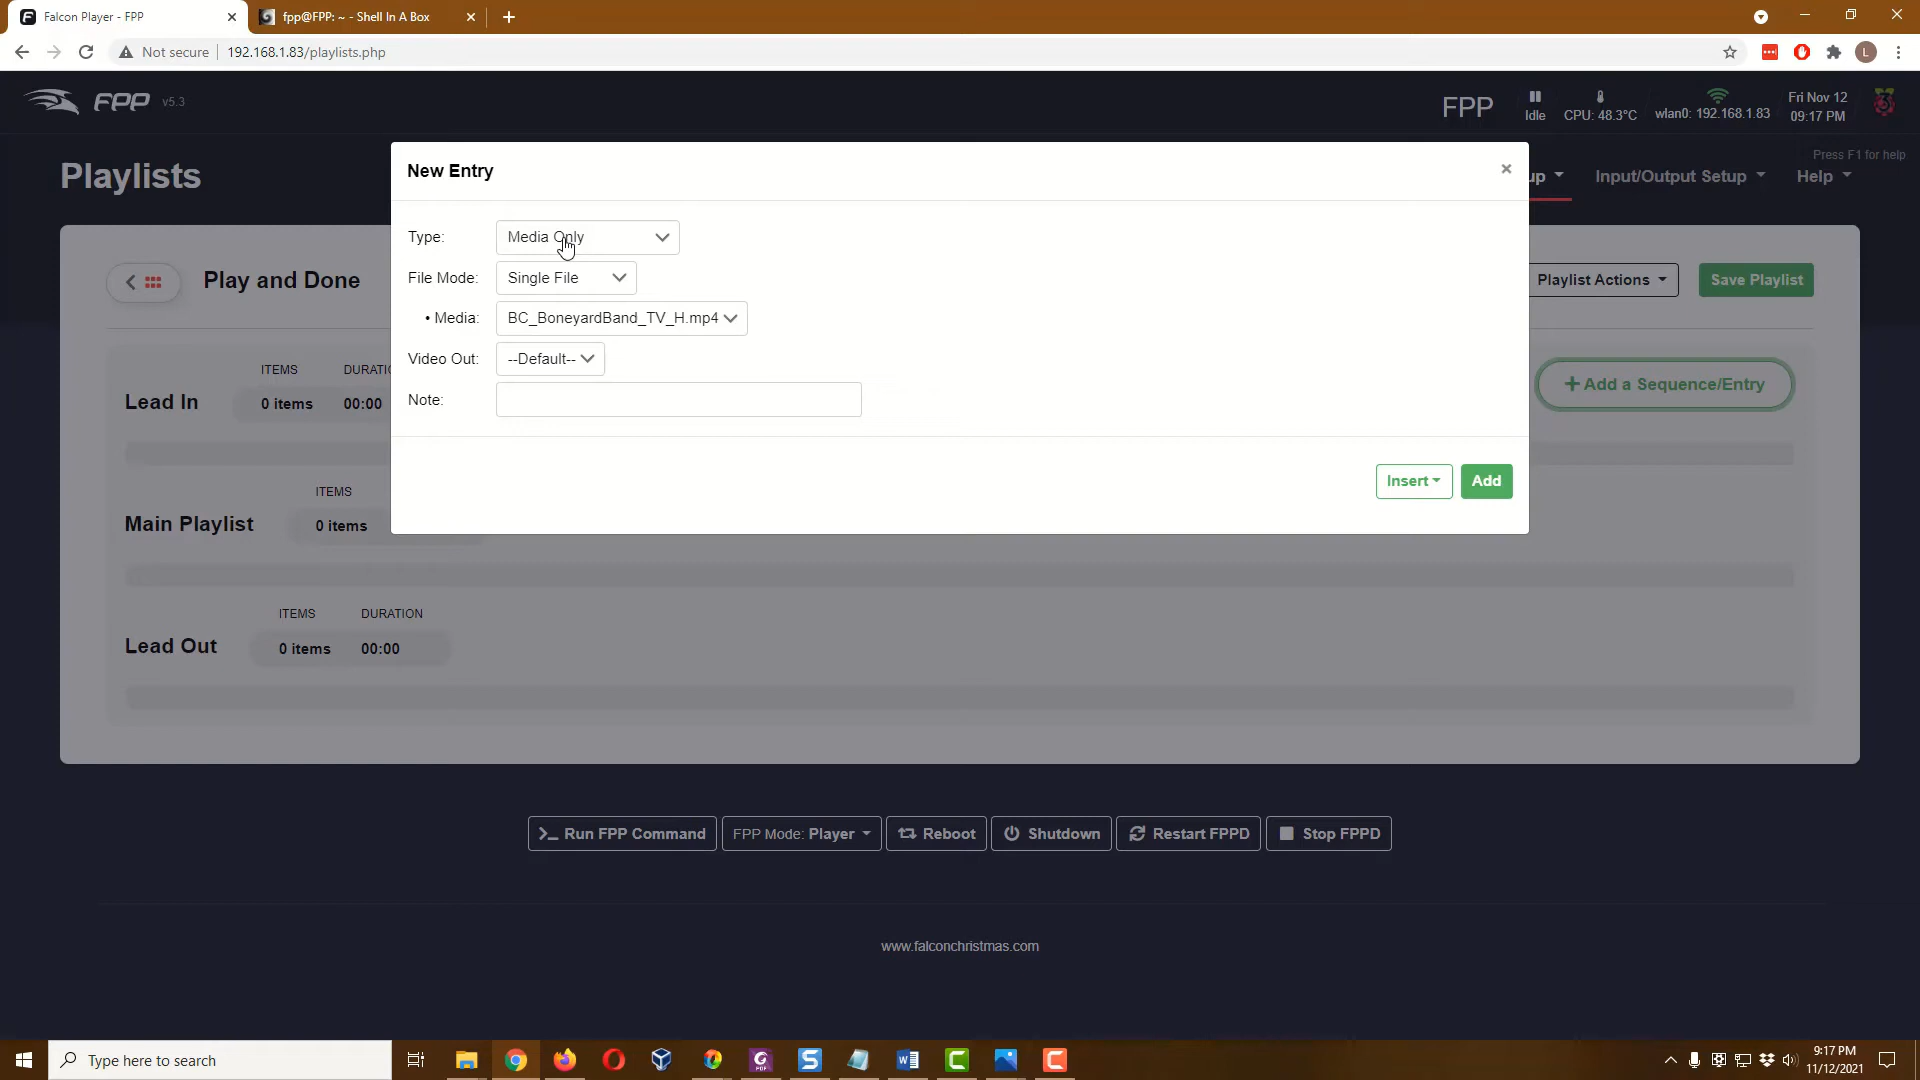 Falcon Player - FPP
fpp@FPP: ~ - Shell In A Box
Not secure
192.168.1.83/playlists.php
L
FPP v5.3
FPP
Idle
CPU: 48.3°C
wlan0: 192.168.1.83
Fri Nov 12
09:17 PM
Press F1 for help
Playlists
up
Input/Output Setup
Help
New Entry
×
Type:
Media Only
File Mode:
Single File
• Media:
BC_BoneyardBand_TV_H.mp4
Video Out:
--Default--
Note:
Insert
Add
Play and Done
Playlist Actions
Save Playlist
+ Add a Sequence/Entry
ITEMS
DURATIO
Lead In
0 items
00:00
ITEMS
Main Playlist
0 items
ITEMS
DURATION
Lead Out
0 items
00:00
Run FPP Command
FPP Mode: Player
Reboot
Shutdown
Restart FPPD
Stop FPPD
www.falconchristmas.com
Type here to search
9:17 PM
11/12/2021